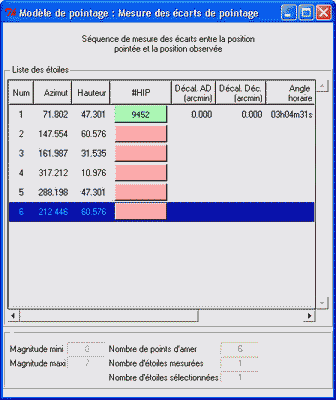 Modèle de pointage : Mesure des écarts de pointage
Séquence de mesure des écarts entre la position
pointée et la position observée
Liste des étoiles
Num Azimut Hauteur #HIP Décal. AD (arcmin) Décal. Déc. (arcmin) Angle horaire
1 71.802 47.301 9452 0.000 0.000 03h04m31s
2 147.554 60.576
3 161.987 31.535
4 317.212 10.976
5 288.198 47.301
6 212.446 60.576
Magnitude mini Nombre de points d'amer 6
Magnitude maxi 7 Nombre d'étoiles mesurées 1
Nombre d'étoiles sélectionnées 1